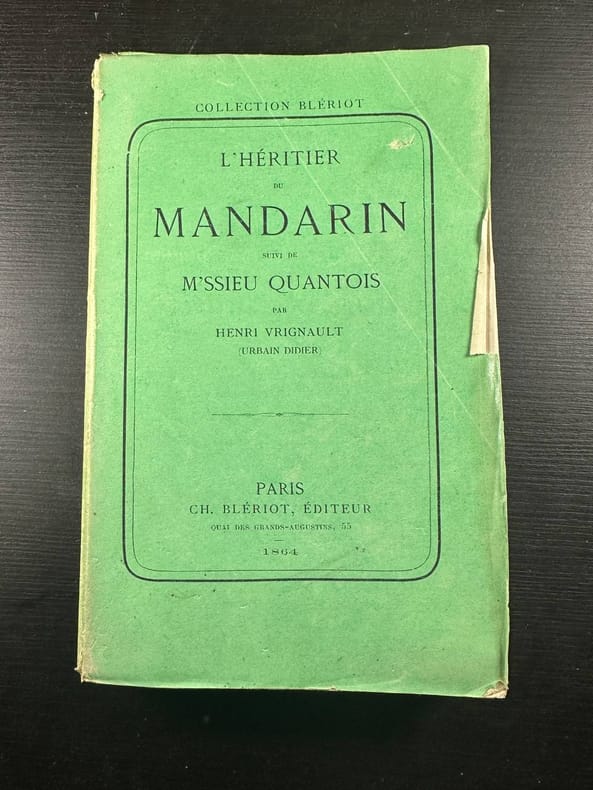 COLLECTION BLÉRIOT
L'HÉRITIER
DU
MANDARIN
SUIVI DE
M'SSIEU QUANTOIS
PAR
HENRI VRIGNAULT
(URBAIN DIDIER)
PARIS
CH. BLÉRIOT, ÉDITEUR
QUAI DES GRANDS-AUGUSTINS, 55
1864